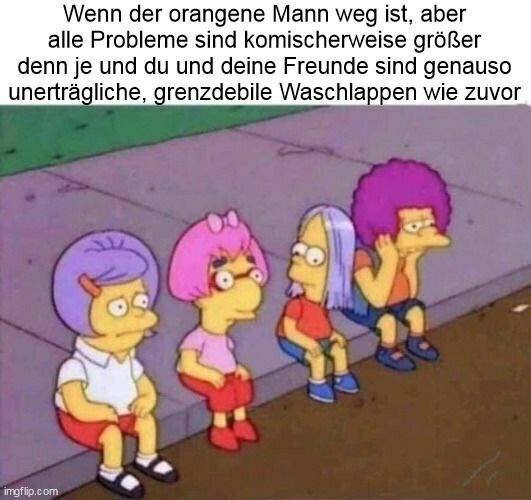 Wenn der orangene Mann weg ist, aber
alle Probleme sind komischerweise größer
denn je und du und deine Freunde sind genauso
unerträgliche, grenzdebile Waschlappen wie zuvor
imgflip.com